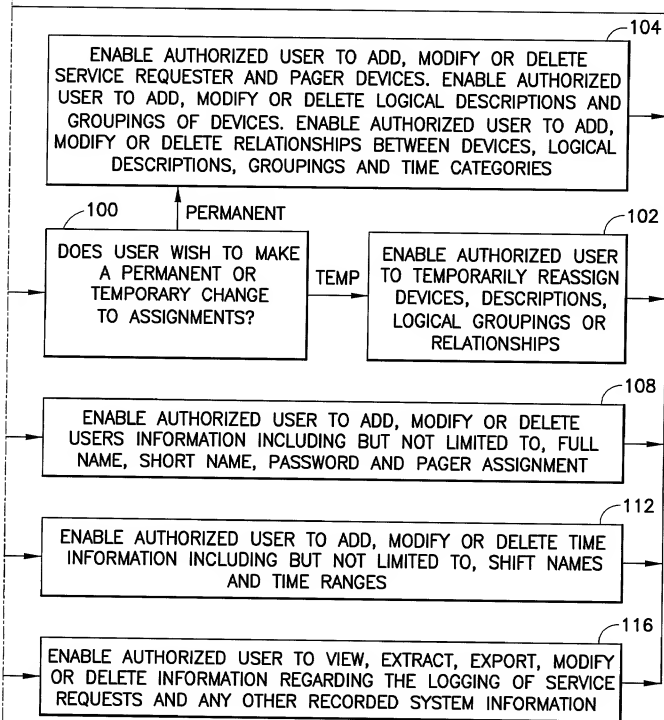 104
ENABLE AUTHORIZED USER TO ADD, MODIFY OR DELETE
SERVICE REQUESTER AND PAGER DEVICES. ENABLE AUTHORIZED
USER TO ADD, MODIFY OR DELETE LOGICAL DESCRIPTIONS AND
GROUPINGS OF DEVICES. ENABLE AUTHORIZED USER TO ADD,
MODIFY OR DELETE RELATIONSHIPS BETWEEN DEVICES, LOGICAL
DESCRIPTIONS, GROUPINGS AND TIME CATEGORIES
100
PERMANENT
DOES USER WISH TO MAKE
A PERMANENT OR
TEMPORARY CHANGE
TO ASSIGNMENTS?
TEMP
102
ENABLE AUTHORIZED USER
TO TEMPORARILY REASSIGN
DEVICES, DESCRIPTIONS,
LOGICAL GROUPINGS OR
RELATIONSHIPS
108
ENABLE AUTHORIZED USER TO ADD, MODIFY OR DELETE
USERS INFORMATION INCLUDING BUT NOT LIMITED TO, FULL
NAME, SHORT NAME, PASSWORD AND PAGER ASSIGNMENT
112
ENABLE AUTHORIZED USER TO ADD, MODIFY OR DELETE TIME
INFORMATION INCLUDING BUT NOT LIMITED TO, SHIFT NAMES
AND TIME RANGES
116
ENABLE AUTHORIZED USER TO VIEW, EXTRACT, EXPORT, MODIFY
OR DELETE INFORMATION REGARDING THE LOGGING OF SERVICE
REQUESTS AND ANY OTHER RECORDED SYSTEM INFORMATION